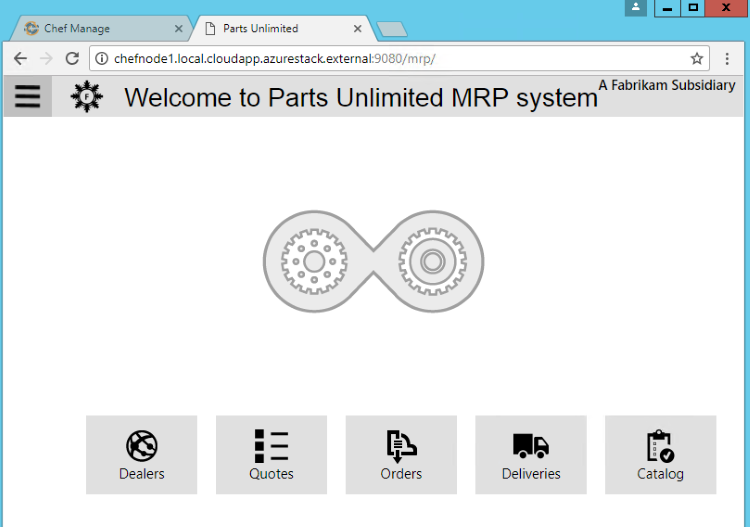 Chef Manage
Parts Unlimited
chefnode1.local.cloudapp.azurestack.external:9080/mrp/
F
Welcome to Parts Unlimited MRP system
A Fabrikam Subsidiary
Dealers
Quotes
Orders
Deliveries
Catalog